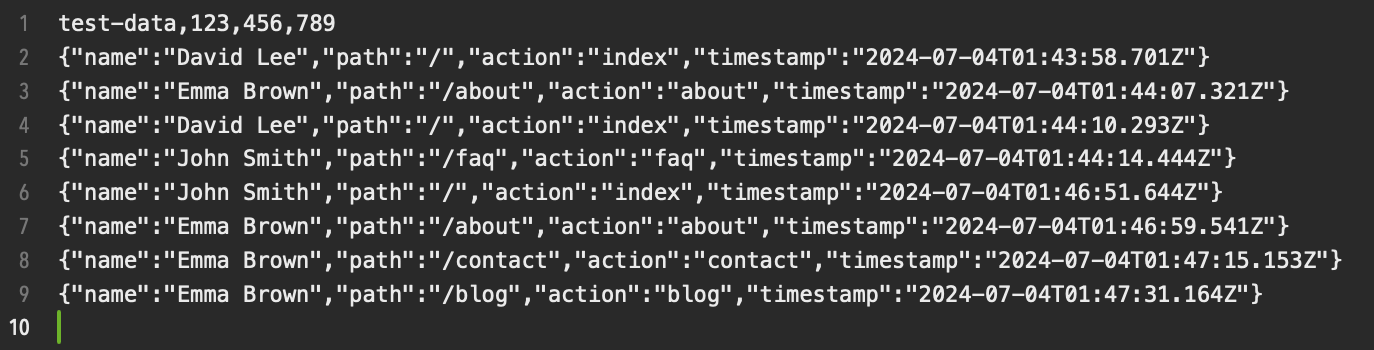 1 test-data,123,456,789
2 {"name":"David Lee","path":"/","action":"index","timestamp":"2024-07-04T01:43:58.701Z"}
3 {"name":"Emma Brown","path":"/about","action":"about","timestamp":"2024-07-04T01:44:07.321Z"}
4 {"name":"David Lee","path":"/","action":"index","timestamp":"2024-07-04T01:44:10.293Z"}
5 {"name":"John Smith","path":"/faq","action":"faq","timestamp":"2024-07-04T01:44:14.444Z"}
6 {"name":"John Smith","path":"/","action":"index","timestamp":"2024-07-04T01:46:51.644Z"}
7 {"name":"Emma Brown","path":"/about","action":"about","timestamp":"2024-07-04T01:46:59.541Z"}
8 {"name":"Emma Brown","path":"/contact","action":"contact","timestamp":"2024-07-04T01:47:15.153Z"}
9 {"name":"Emma Brown","path":"/blog","action":"blog","timestamp":"2024-07-04T01:47:31.164Z"}
10